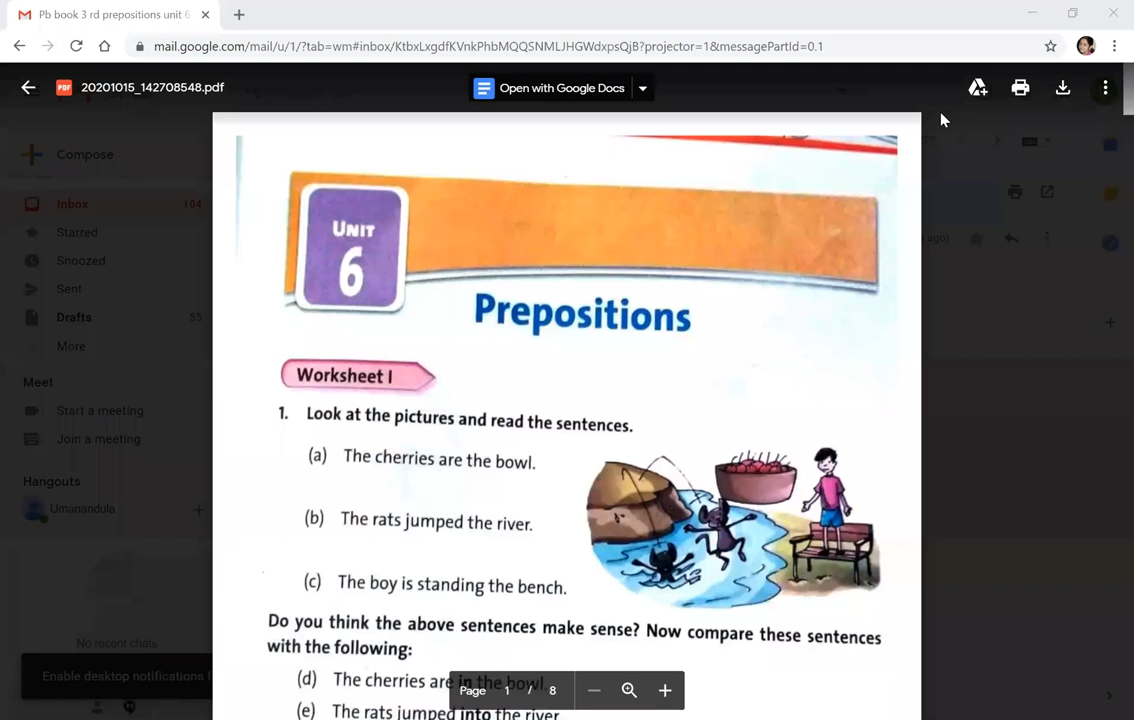 Pb book 3 rd prepositions unit 6
mail.google.com/mail/u/1/?tab=wm#inbox/KtbxLxgdfKVnkPhbMQQSNMLJHGWdxpsQjB?projector=1&messagePartId=0.1
PDF 20201015_142708548.pdf
Open with Google Docs
Compose
Inbox 104
Starred
Snoozed
Sent
Drafts 53
More
Meet
Start a meeting
Join a meeting
Hangouts
Umanandula
No recent chats
Enable desktop notifications f
ago)
UNIT
6
Prepositions
Worksheet I
1. Look at the pictures and read the sentences.
(a) The cherries are the bowl.
(b) The rats jumped the river.
(c) The boy is standing the bench.
Do you think the above sentences make sense? Now compare these sentences
with the following:
(d) The cherries are in the bowl.
(e) The rats jumped into the river.
Page 1 / 8